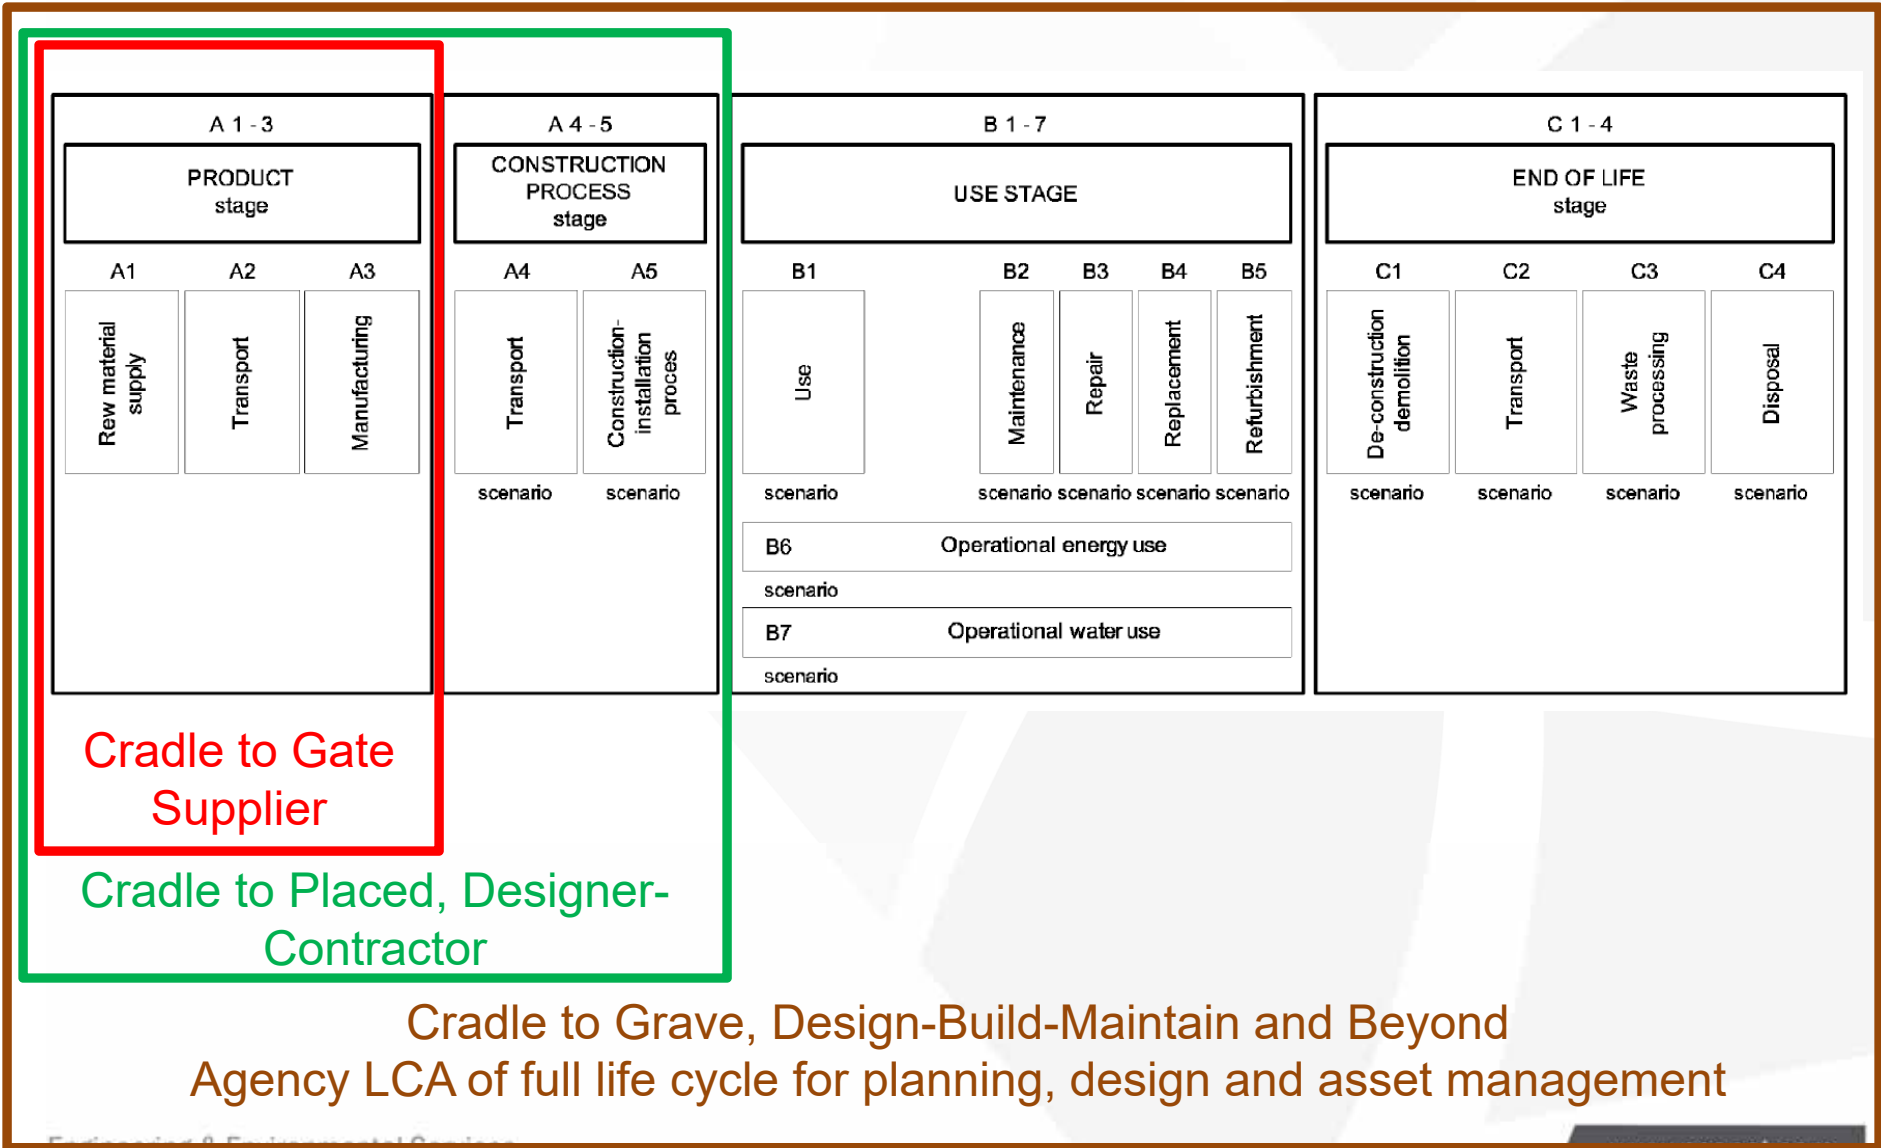 A 1 - 3
PRODUCT
stage
A1
A2
A3
Rew material
supply
Transport
Manufacturing
A 4 - 5
CONSTRUCTION
PROCESS
stage
A4
A5
Transport
Construction-
installation
proces
scenario
scenario
B 1 - 7
USE STAGE
B1
B2
B3
B4
B5
Use
Maintenance
Repair
Replacement
Refurbishment
scenario
scenario scenario scenario scenario
B6 Operational energy use
scenario
B7 Operational water use
scenario
C 1 - 4
END OF LIFE
stage
C1
C2
C3
C4
De-construction
demolition
Transport
Waste
processing
Disposal
scenario
scenario
scenario
scenario
Cradle to Gate
Supplier
Cradle to Placed, Designer-
Contractor
Cradle to Grave, Design-Build-Maintain and Beyond
Agency LCA of full life cycle for planning, design and asset management